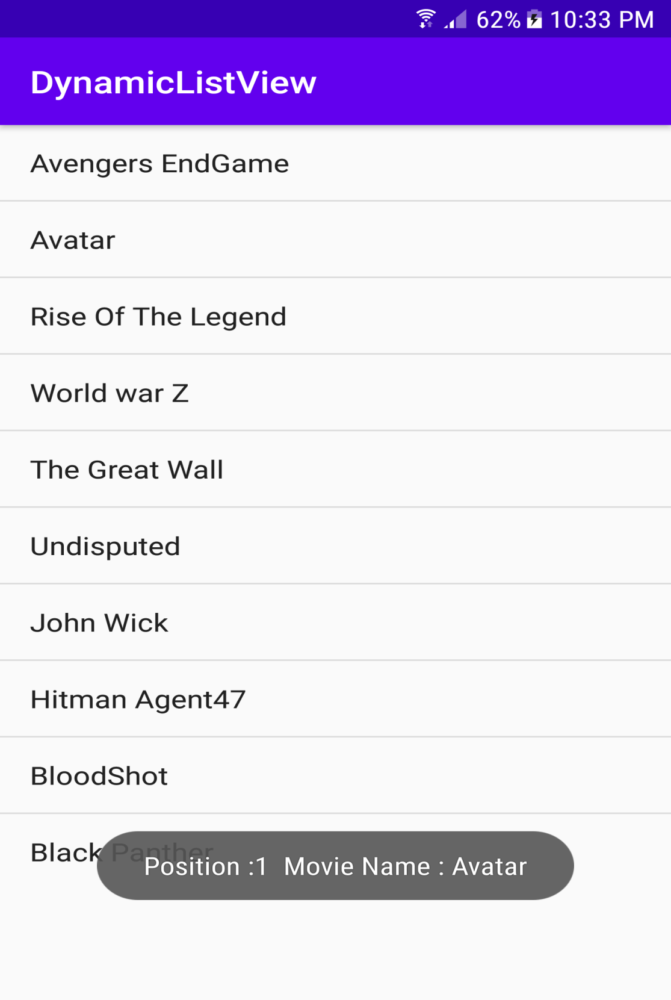 62% 10:33 PM
DynamicListView
Avengers EndGame
Avatar
Rise Of The Legend
World war Z
The Great Wall
Undisputed
John Wick
Hitman Agent47
BloodShot
Black Panther
Position :1  Movie Name : Avatar